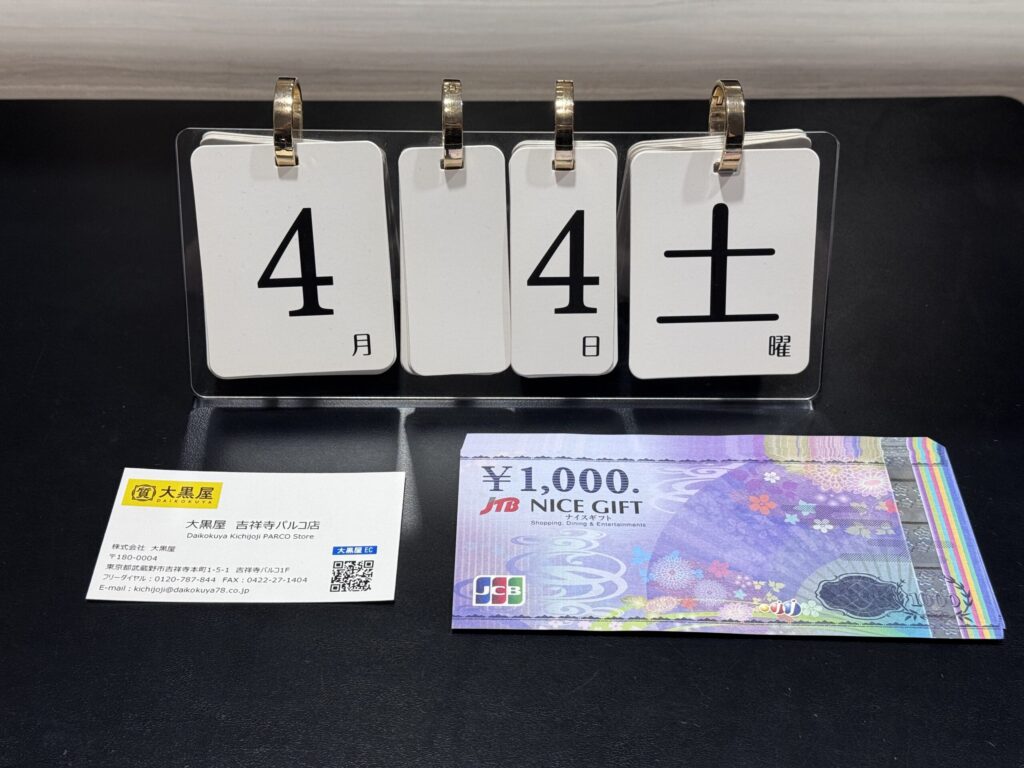 4
月
4
日
土
曜
質 大黒屋
DAIKOKUYA
大黒屋 吉祥寺パルコ店
Daikokuya Kichijoji PARCO Store
株式会社 大黒屋
〒180-0004
東京都武蔵野市吉祥寺本町1-5-1 吉祥寺パルコ1F
フリーダイヤル:0120-787-844 FAX:0422-27-1404
E-mail:kichijoji@daikokuya78.co.jp
大黒屋 EC
¥1,000.
JTB NICE GIFT
ナイスギフト
Shopping, Dining & Entertainments
JCB
1000